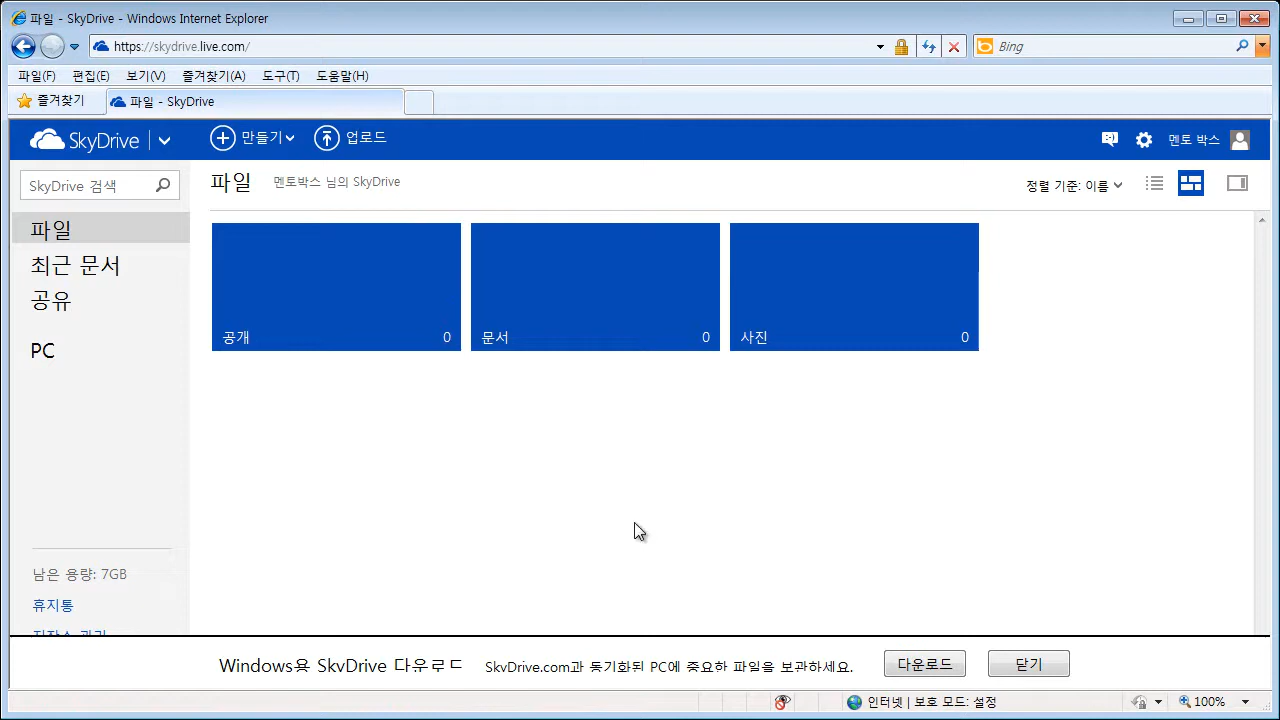 파일 - SkyDrive - Windows Internet Explorer
https://skydrive.live.com/
Bing
파일(F) 편집(E) 보기(V) 즐겨찾기(A) 도구(T) 도움말(H)
즐겨찾기 파일 - SkyDrive
SkyDrive 만들기 업로드 멘토 박스
SkyDrive 검색
파일 멘토박스 님의 SkyDrive
정렬 기준: 이름
파일
최근 문서
공유
PC
공개 0
문서 0
사진 0
남은 용량: 7GB
휴지통
저장소 관리
Windows용 SkyDrive 다운로드 SkyDrive.com과 동기화된 PC에 중요한 파일을 보관하세요. 다운로드 닫기
인터넷 | 보호 모드: 설정 100%